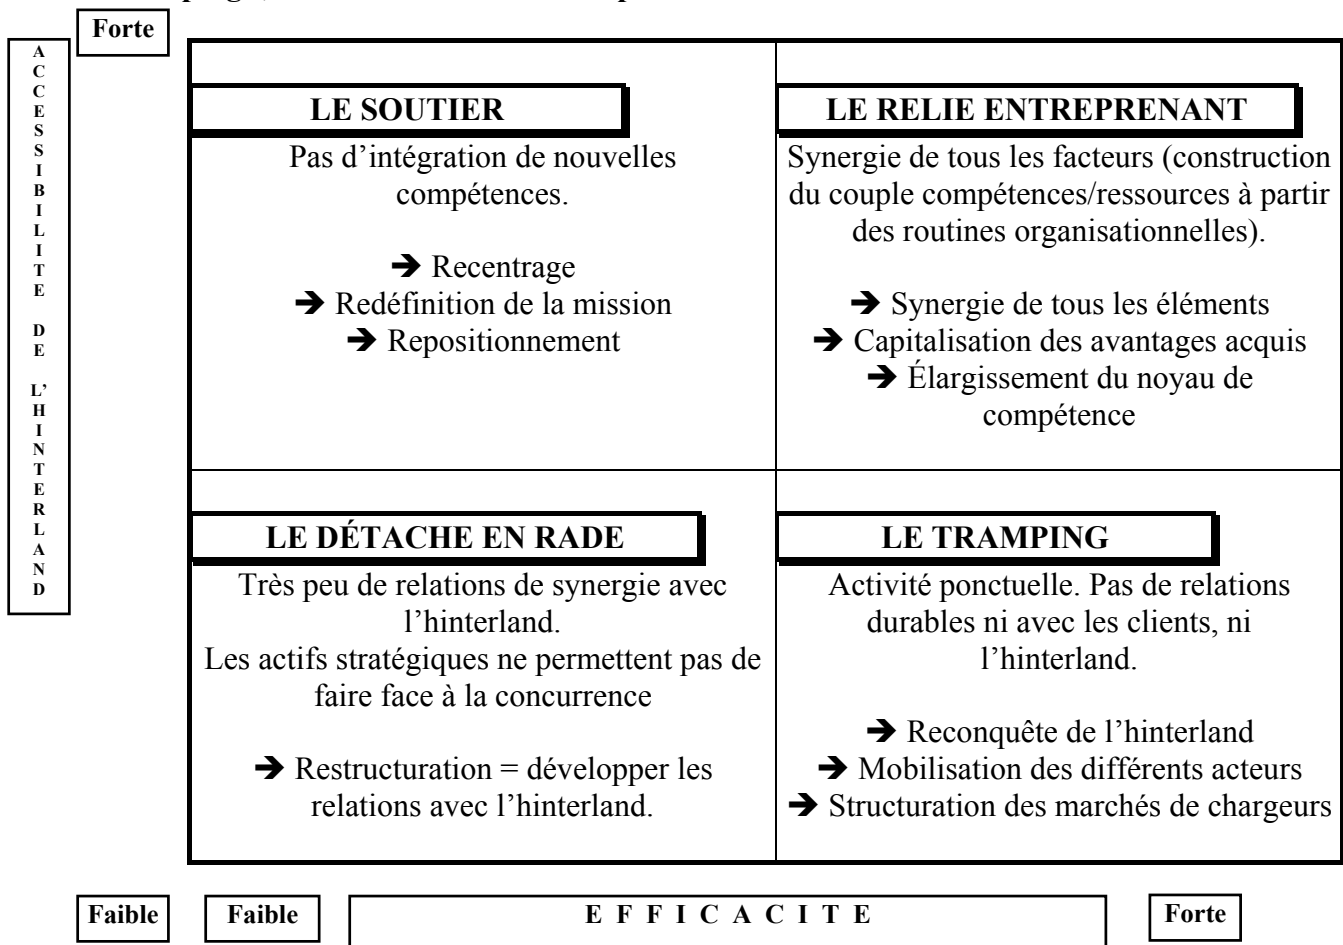 Forte
ACCESSIBILITE DE L’HINTERLAND
LE SOUTIER
Pas d’intégration de nouvelles
compétences.
➔ Recentrage
➔ Redéfinition de la mission
➔ Repositionnement
LE RELIE ENTREPRENANT
Synergie de tous les facteurs (construction
du couple compétences/ressources à partir
des routines organisationnelles).
➔ Synergie de tous les éléments
➔ Capitalisation des avantages acquis
➔ Élargissement du noyau de
compétence
LE DÉTACHE EN RADE
Très peu de relations de synergie avec
l’hinterland.
Les actifs stratégiques ne permettent pas de
faire face à la concurrence
➔ Restructuration = développer les
relations avec l’hinterland.
LE TRAMPING
Activité ponctuelle. Pas de relations
durables ni avec les clients, ni
l’hinterland.
➔ Reconquête de l’hinterland
➔ Mobilisation des différents acteurs
➔ Structuration des marchés de chargeurs
Faible
Faible
E F F I C A C I T E
Forte